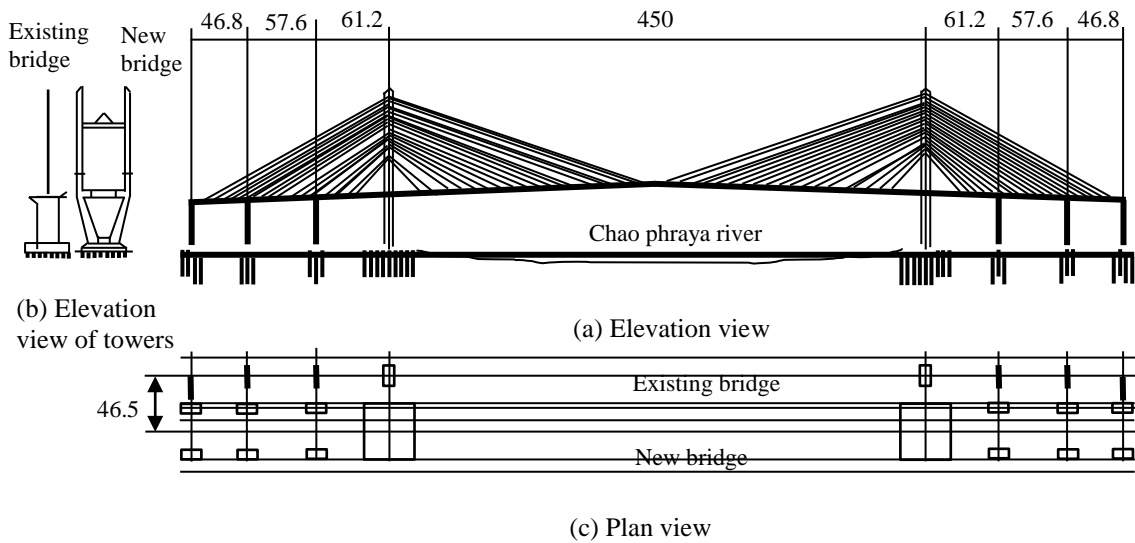 46.8 57.6 61.2 450 61.2 57.6 46.8
Existing
bridge
New
bridge
Chao phraya river
(b) Elevation
view of towers
(a) Elevation view
Existing bridge
46.5
New bridge
(c) Plan view